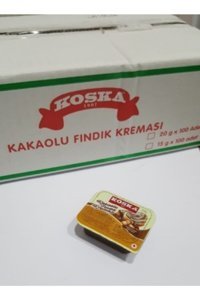 KOSKA
1907
KAKAOLU FINDIK KREMASI
20 g x 100 Adet
15 g x 100 adet
KOSKA